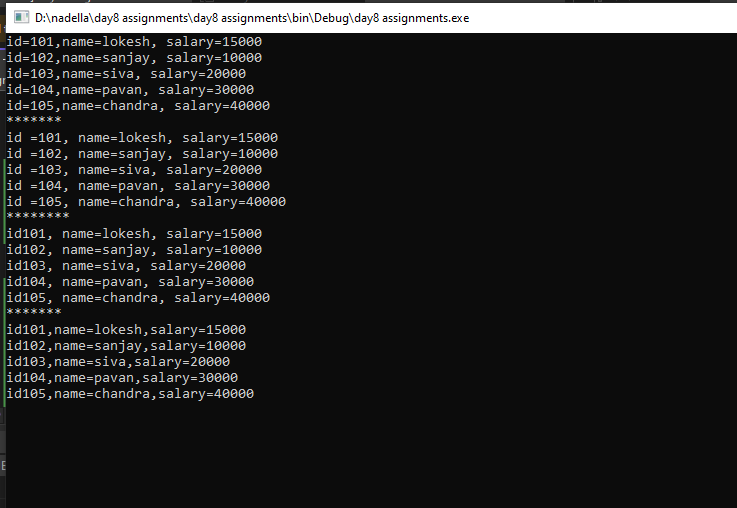 D:\nadella\day8 assignments\day8 assignments\bin\Debug\day8 assignments.exe
id=101,name=lokesh, salary=15000
id=102,name=sanjay, salary=10000
id=103,name=siva, salary=20000
id=104,name=pavan, salary=30000
id=105,name=chandra, salary=40000
*******
id =101, name=lokesh, salary=15000
id =102, name=sanjay, salary=10000
id =103, name=siva, salary=20000
id =104, name=pavan, salary=30000
id =105, name=chandra, salary=40000
********
id101, name=lokesh, salary=15000
id102, name=sanjay, salary=10000
id103, name=siva, salary=20000
id104, name=pavan, salary=30000
id105, name=chandra, salary=40000
*******
id101,name=lokesh,salary=15000
id102,name=sanjay,salary=10000
id103,name=siva,salary=20000
id104,name=pavan,salary=30000
id105,name=chandra,salary=40000